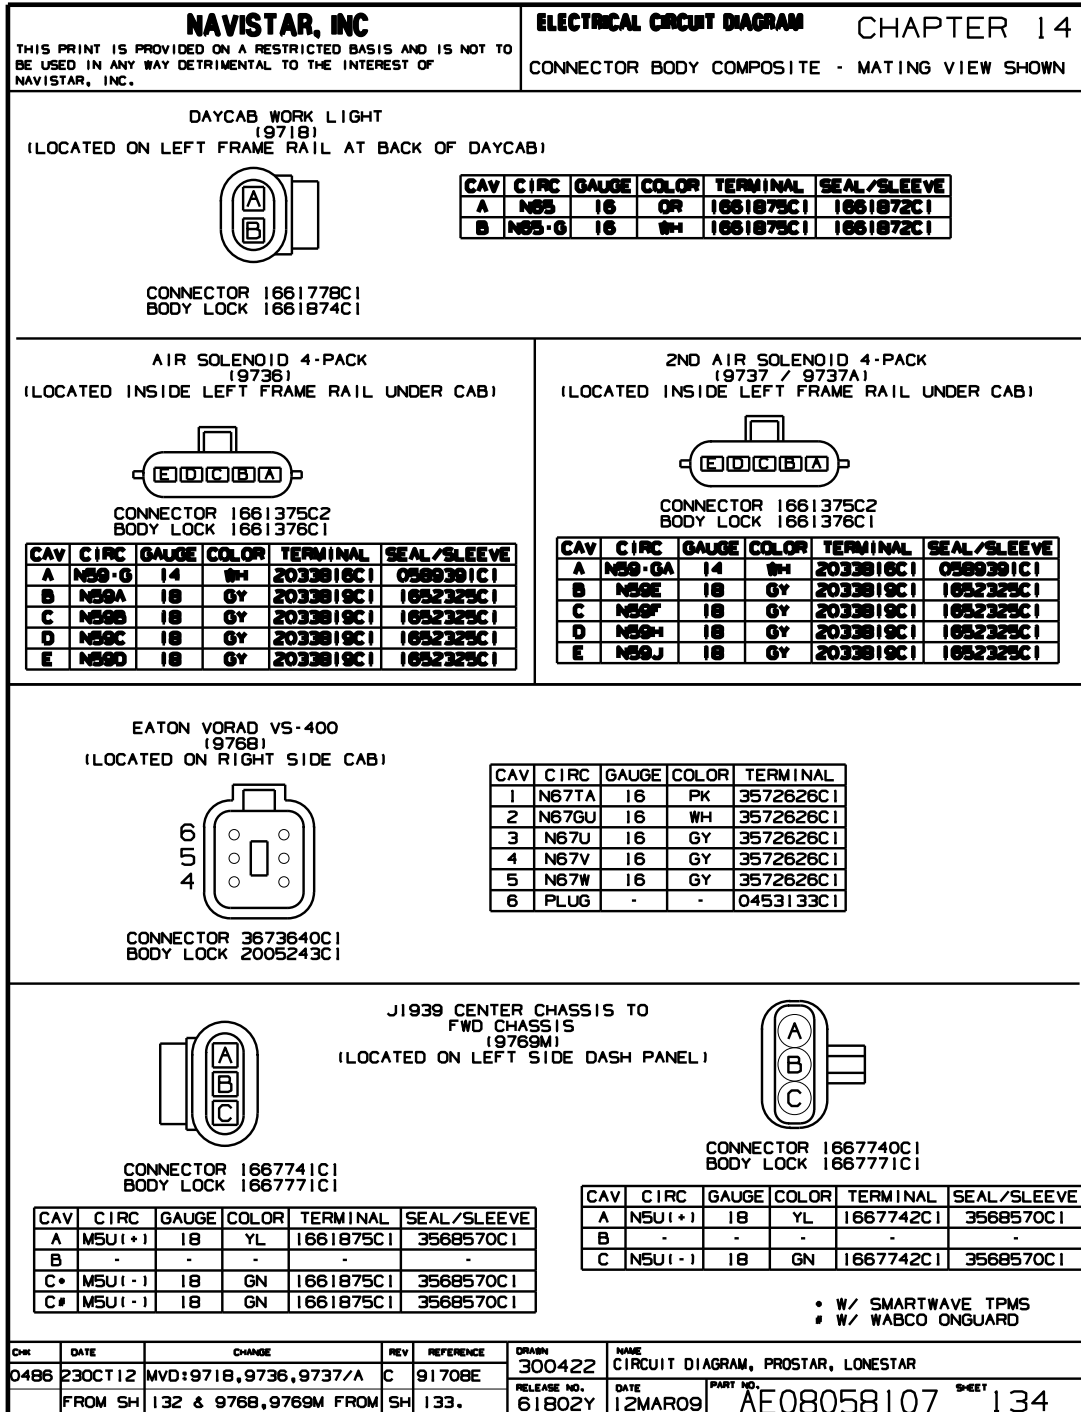 NAVISTAR, INC
THIS PRINT IS PROVIDED ON A RESTRICTED BASIS AND IS NOT TO
BE USED IN ANY WAY DETRIMENTAL TO THE INTEREST OF
NAVISTAR, INC.
ELECTRICAL CIRCUIT DIAGRAM CHAPTER 14
CONNECTOR BODY COMPOSITE - MATING VIEW SHOWN
DAYCAB WORK LIGHT
(9718)
(LOCATED ON LEFT FRAME RAIL AT BACK OF DAYCAB)
A
B
CONNECTOR 1661778C1
BODY LOCK 1661874C1
CAV CIRC GAUGE COLOR TERMINAL SEAL/SLEEVE
A N65 16 OR 1661875C1 1661872C1
B N65-G 16 WH 1661875C1 1661872C1
AIR SOLENOID 4-PACK
(9736)
(LOCATED INSIDE LEFT FRAME RAIL UNDER CAB)
E D C B A
CONNECTOR 1661375C2
BODY LOCK 1661376C1
CAV CIRC GAUGE COLOR TERMINAL SEAL/SLEEVE
A N59-G 14 WH 2033816C1 0589391C1
B N59A 18 GY 2033819C1 1652325C1
C N59B 18 GY 2033819C1 1652325C1
D N59C 18 GY 2033819C1 1652325C1
E N59D 18 GY 2033819C1 1652325C1
2ND AIR SOLENOID 4-PACK
(9737 / 9737A)
(LOCATED INSIDE LEFT FRAME RAIL UNDER CAB)
E D C B A
CONNECTOR 1661375C2
BODY LOCK 1661376C1
CAV CIRC GAUGE COLOR TERMINAL SEAL/SLEEVE
A N59-GA 14 WH 2033816C1 0589391C1
B N59E 18 GY 2033819C1 1652325C1
C N59F 18 GY 2033819C1 1652325C1
D N59H 18 GY 2033819C1 1652325C1
E N59J 18 GY 2033819C1 1652325C1
EATON VORAD VS-400
(9768)
(LOCATED ON RIGHT SIDE CAB)
6
5
4
CONNECTOR 3673640C1
BODY LOCK 2005243C1
CAV CIRC GAUGE COLOR TERMINAL
1 N67TA 16 PK 3572626C1
2 N67GU 16 WH 3572626C1
3 N67U 16 GY 3572626C1
4 N67V 16 GY 3572626C1
5 N67W 16 GY 3572626C1
6 PLUG - - 0453133C1
J1939 CENTER CHASSIS TO
FWD CHASSIS
(9769M)
(LOCATED ON LEFT SIDE DASH PANEL)
A
B
C
CONNECTOR 1667741C1
BODY LOCK 1667771C1
CAV CIRC GAUGE COLOR TERMINAL SEAL/SLEEVE
A M5U(+) 18 YL 1661875C1 3568570C1
B - - - - -
C* M5U(-) 18 GN 1661875C1 3568570C1
C# M5U(-) 18 GN 1661875C1 3568570C1
A
B
C
CONNECTOR 1667740C1
BODY LOCK 1667771C1
CAV CIRC GAUGE COLOR TERMINAL SEAL/SLEEVE
A N5U(+) 18 YL 1667742C1 3568570C1
B - - - - -
C N5U(-) 18 GN 1667742C1 3568570C1
* W/ SMARTWAVE TPMS
# W/ WABCO ONGUARD
CHK DATE CHANGE REV REFERENCE
0486 23OCT12 MVD:9718,9736,9737/A C 91708E
FROM SH 132 & 9768,9769M FROM SH 133.
DRAWN
300422
NAME
CIRCUIT DIAGRAM, PROSTAR, LONESTAR
RELEASE NO.
61802Y
DATE
12MAR09
PART NO.
AE08058107
SHEET
134